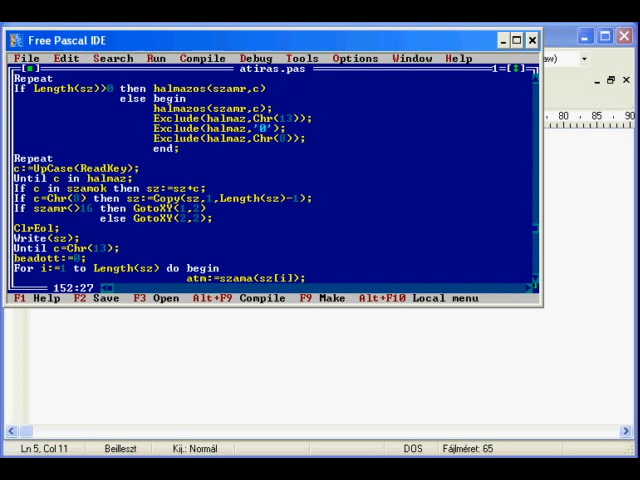 Free Pascal IDE
File Edit Search Run Compile Debug Tools Options Window Help
atiras.pas 1=[↕]
Repeat
If Length(sz)>0 then halmazos(szamr,c)
else begin
halmazos(szamr,c);
Exclude(halmaz,Chr(13));
Exclude(halmaz,'0');
Exclude(halmaz,Chr(8));
end;
Repeat
c:=UpCase(ReadKey);
Until c in halmaz;
If c in szamok then sz:=sz+c;
If c=Chr(8) then sz:=Copy(sz,1,Length(sz)-1);
If szamr<>16 then GotoXY(1,2)
else GotoXY(2,2);
ClrEol;
Write(sz);
Until c=Chr(13);
beadott:=0;
For i:=1 to Length(sz) do begin
atm:=szama(sz[i]);
152:27
F1 Help F2 Save F3 Open Alt+F9 Compile F9 Make Alt+F10 Local menu
80 85 90
Ln 5, Col 11 Beilleszt Kij.: Normál DOS Fájlméret: 65